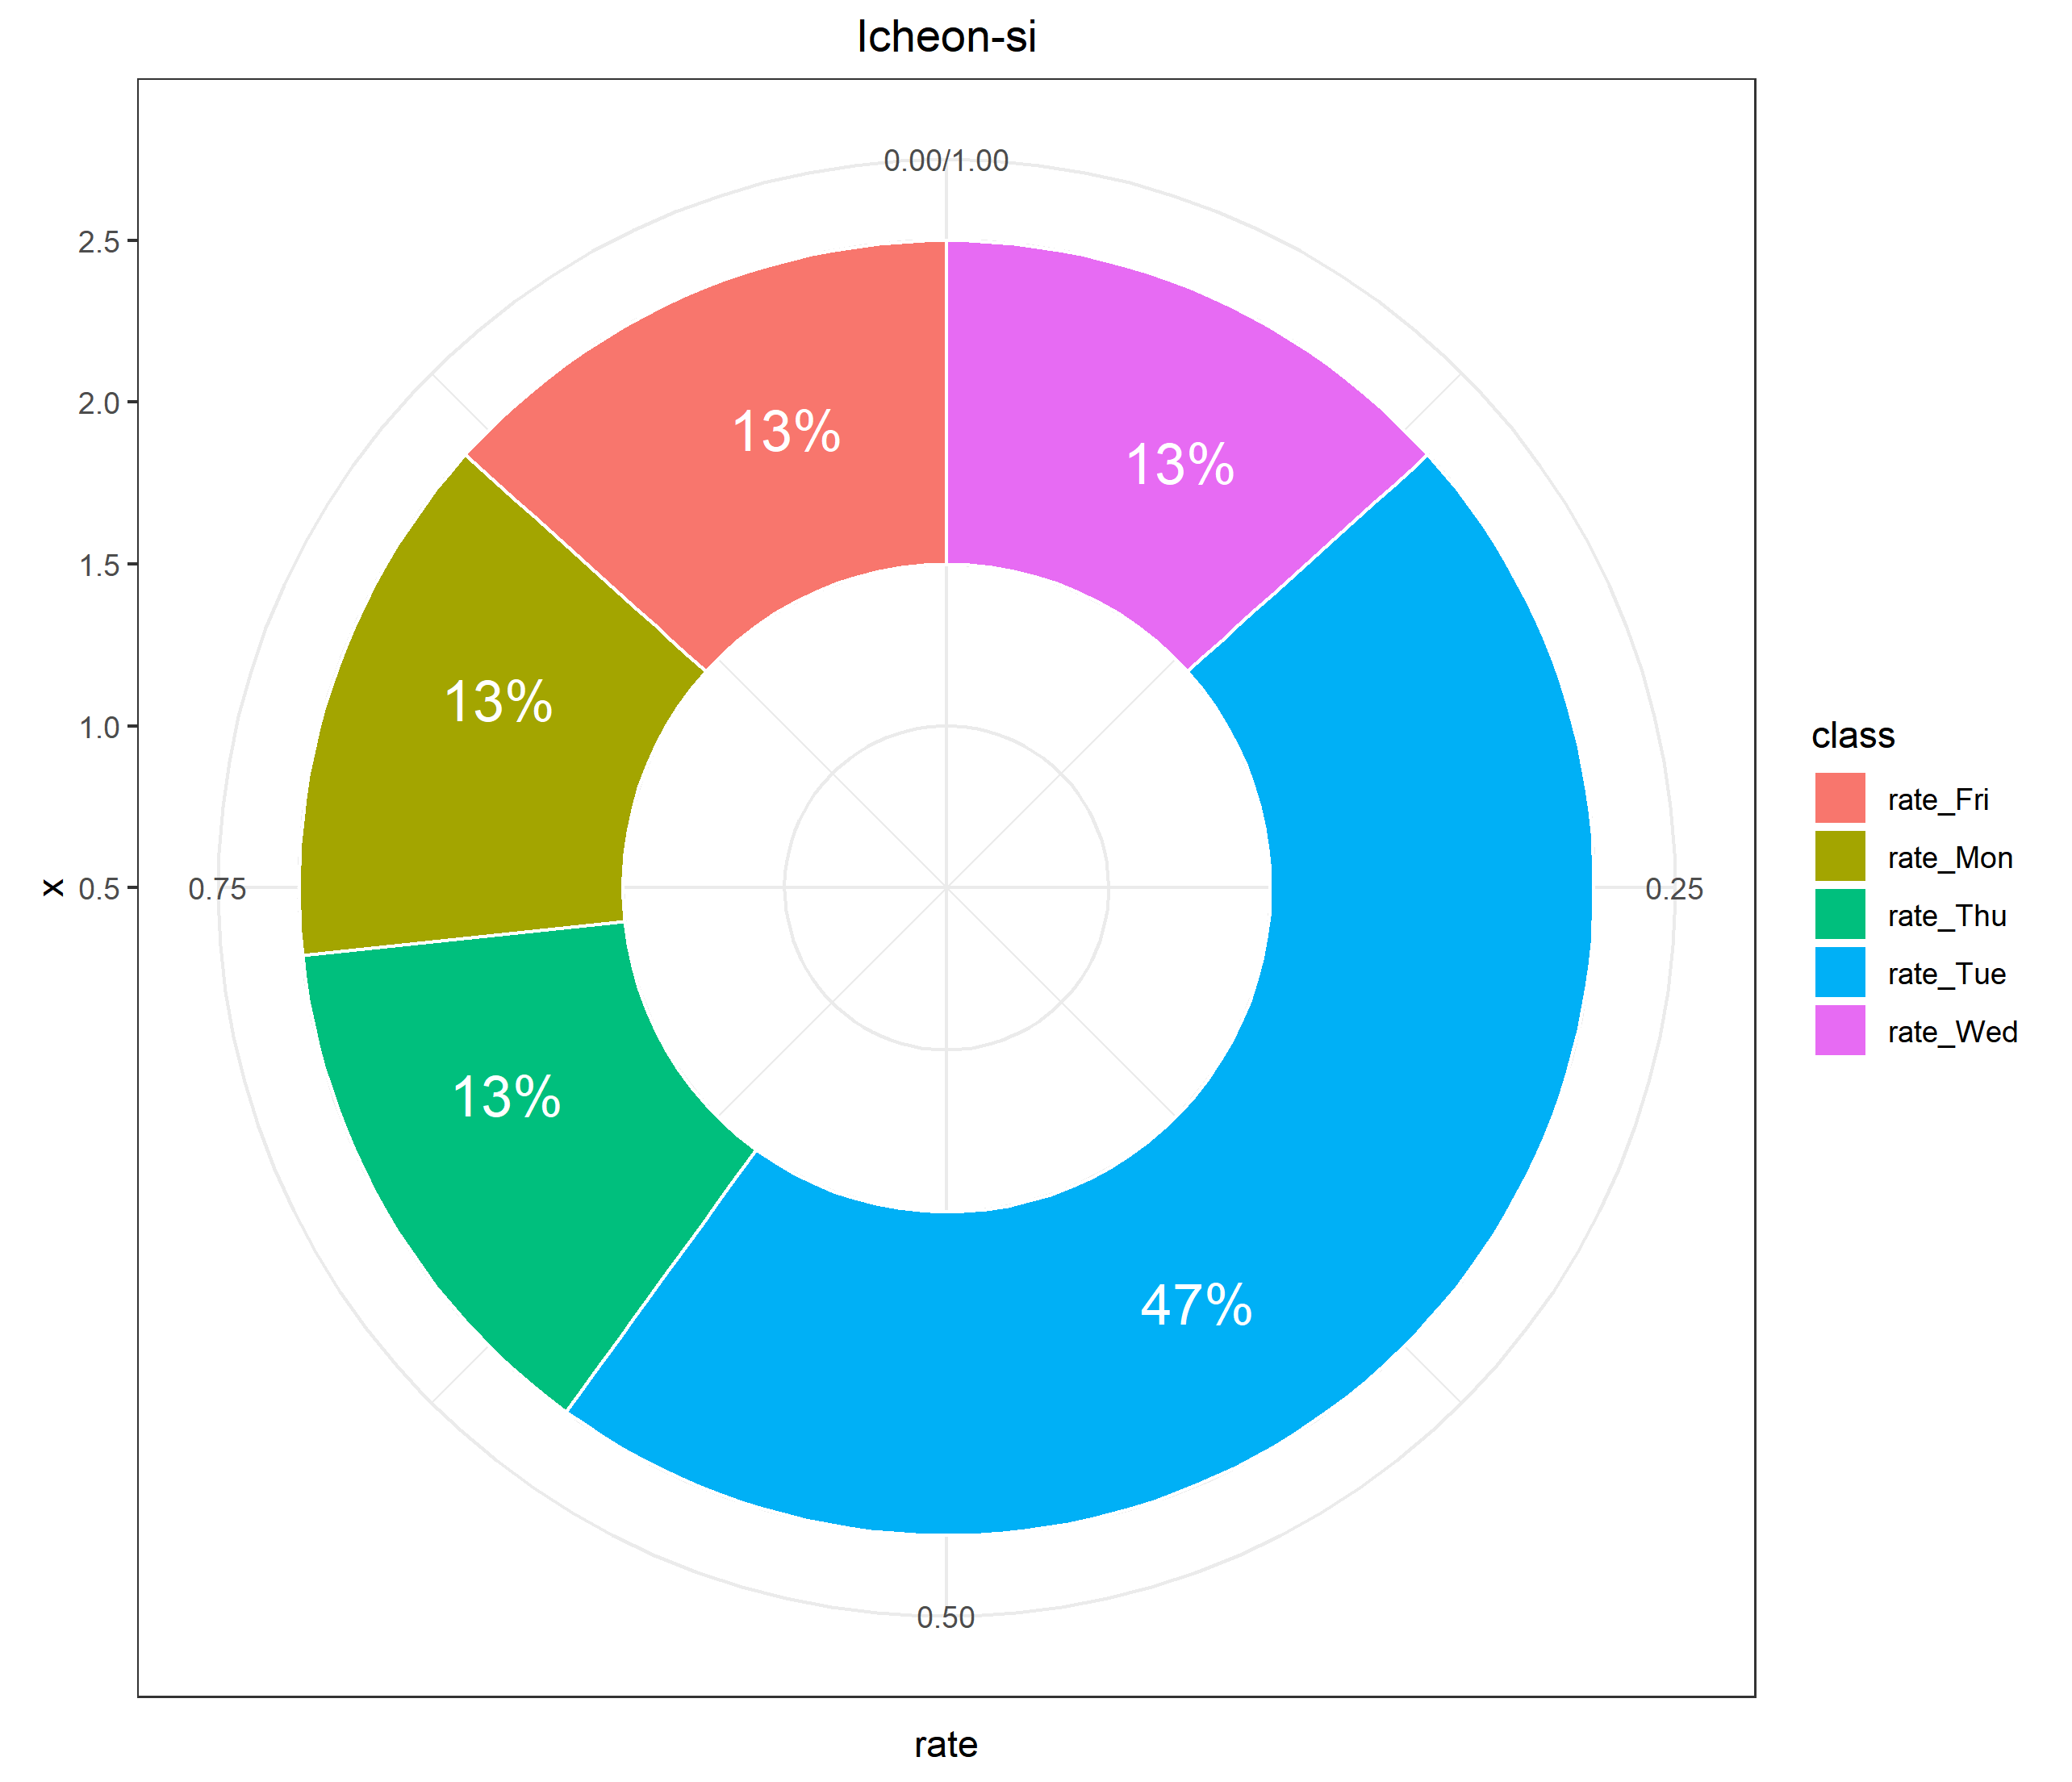 Icheon-si
0.00/1.00
2.5
2.0
1.5
1.0
0.5
x
0.75
0.25
0.50
13%
13%
13%
13%
47%
rate
class
rate_Fri
rate_Mon
rate_Thu
rate_Tue
rate_Wed